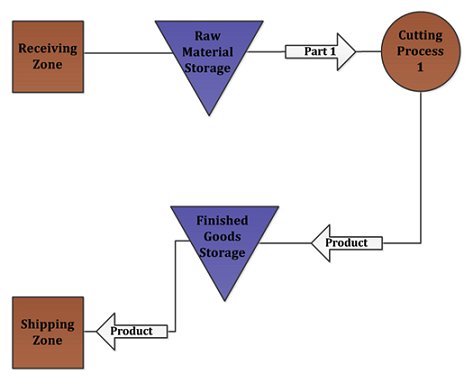 Receiving
Zone
Raw
Material
Storage
Part 1
Cutting
Process
1
Finished
Goods
Storage
Product
Shipping
Zone
Product